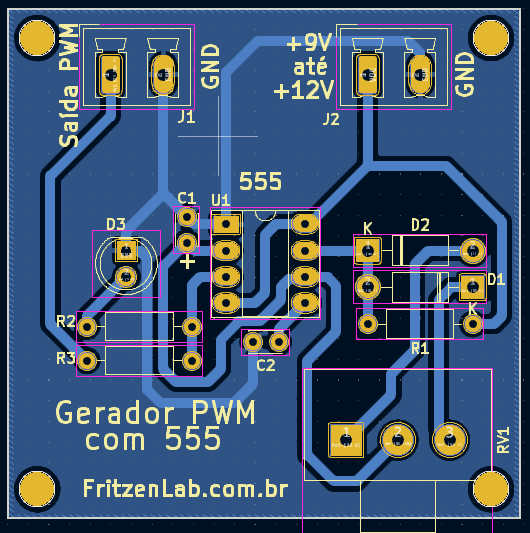 Saída PWM
GND
J1
+9V
até
+12V
J2
GND
555
C1
U1
D3
+
K
D2
D1
K
R2
R3
R1
C2
Gerador PWM
com 555
1
2
3
RV1
FritzenLab.com.br